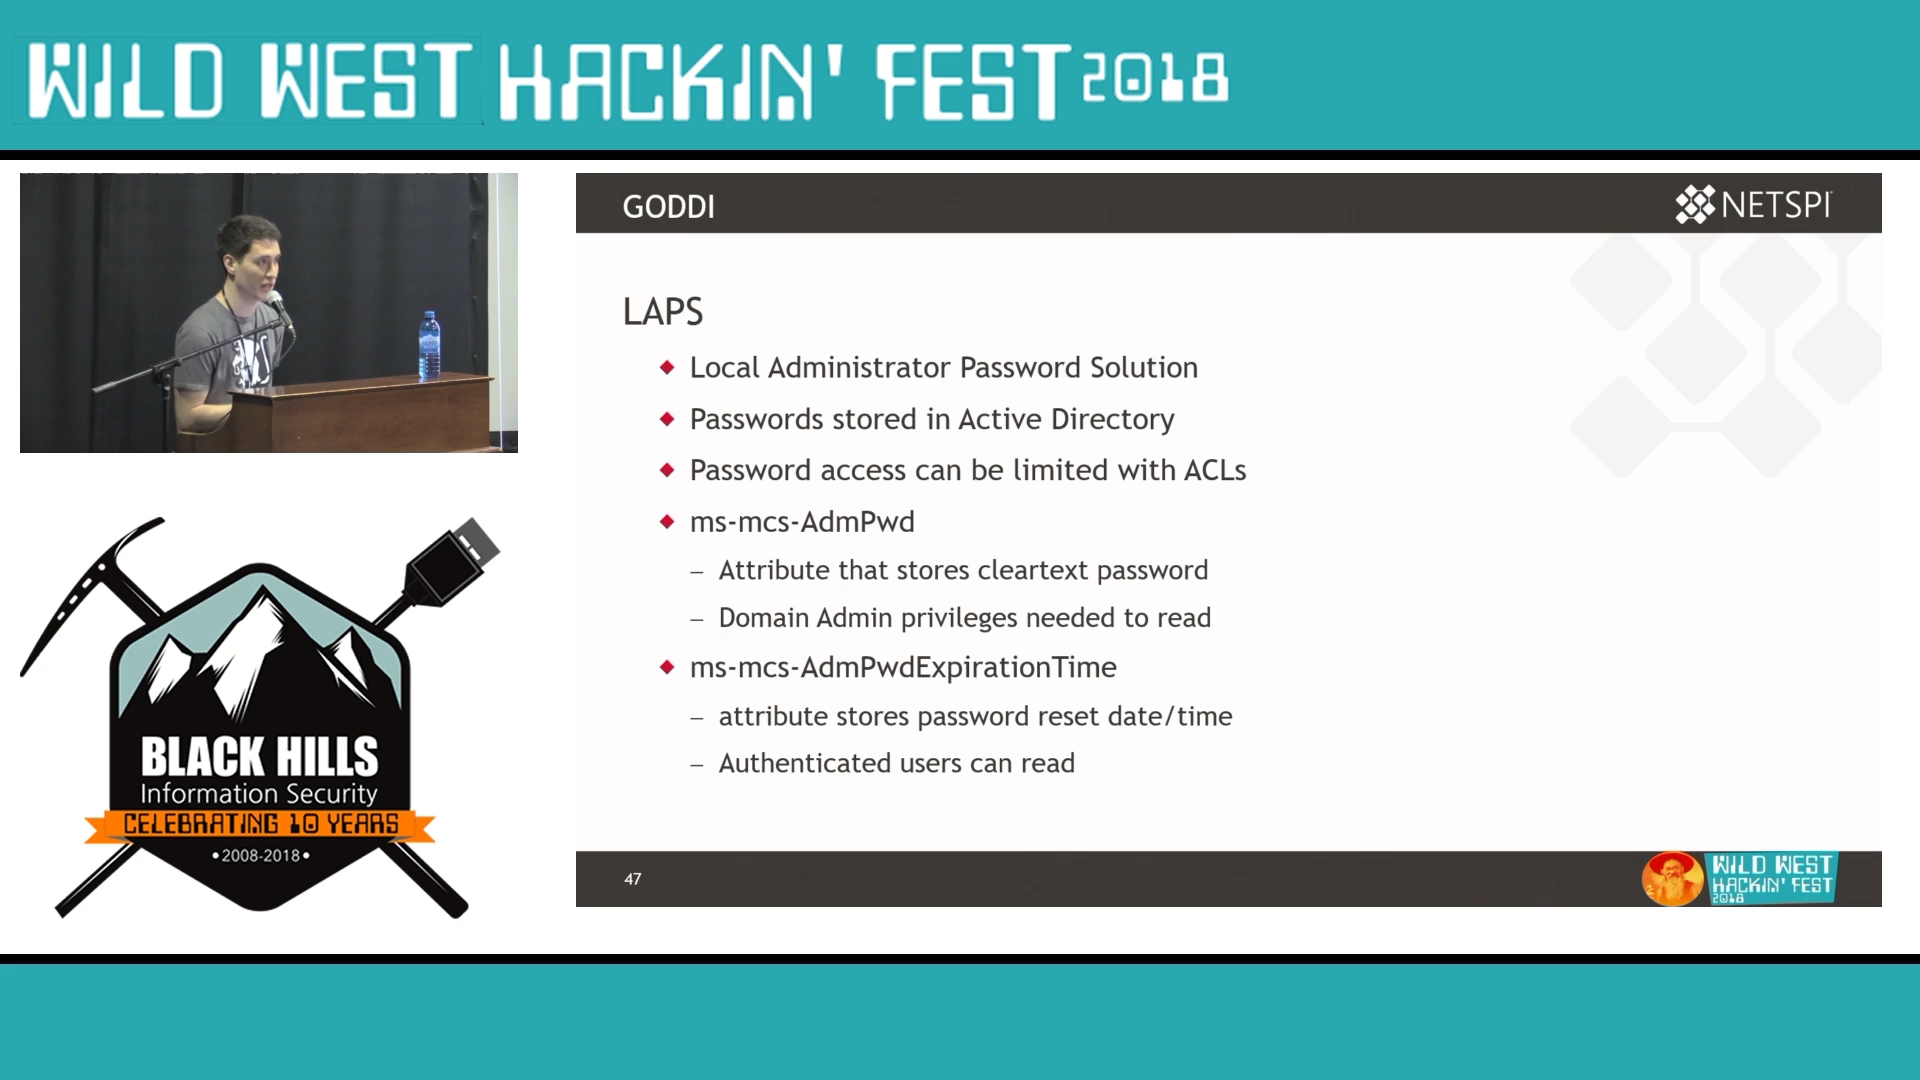 WILD WEST HACKIN' FEST 2018
GODDI
NETSPI
LAPS
Local Administrator Password Solution
Passwords stored in Active Directory
Password access can be limited with ACLs
ms-mcs-AdmPwd
– Attribute that stores cleartext password
– Domain Admin privileges needed to read
ms-mcs-AdmPwdExpirationTime
– attribute stores password reset date/time
– Authenticated users can read
47
WILD WEST
HACKIN' FEST
2018
BLACK HILLS
Information Security
CELEBRATING 10 YEARS
•2008-2018•